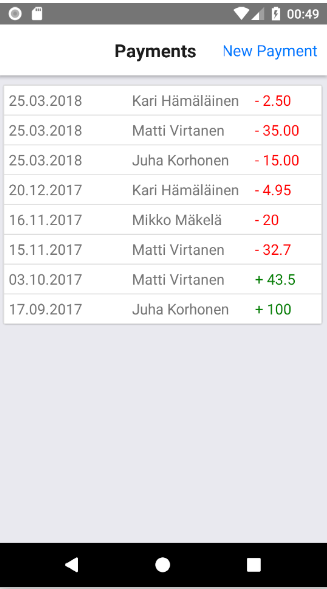 00:49
Payments New Payment
25.03.2018 Kari Hämäläinen - 2.50
25.03.2018 Matti Virtanen - 35.00
25.03.2018 Juha Korhonen - 15.00
20.12.2017 Kari Hämäläinen - 4.95
16.11.2017 Mikko Mäkelä - 20
15.11.2017 Matti Virtanen - 32.7
03.10.2017 Matti Virtanen + 43.5
17.09.2017 Juha Korhonen + 100